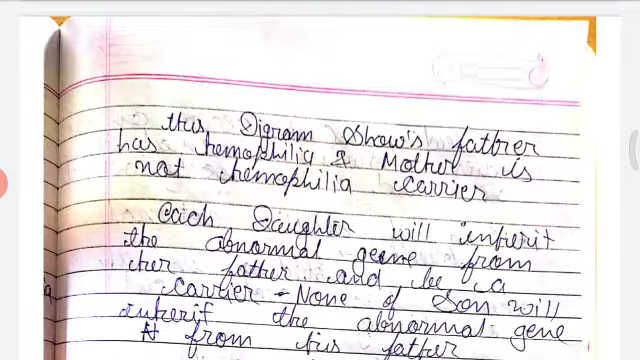 this Digram Show's father
has hemophilia & Mother is
not hemophilia carrier
each Daughter will inherit
the abnormal geene from
her father and be a
carrier - None of Son will
inherit the abnormal gene
from his father